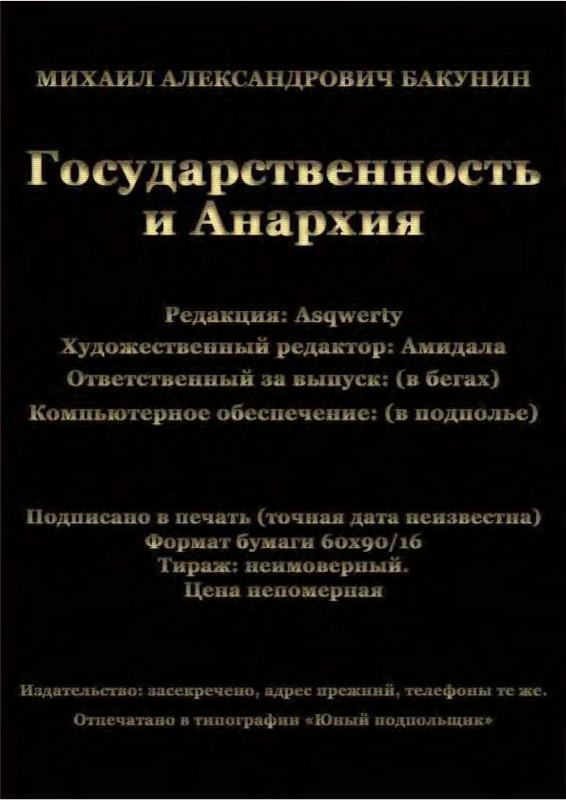 МИХАИЛ АЛЕКСАНДРОВИЧ БАКУНИН
Государственность
и Анархия
Редакция: Asqwerty
Художественный редактор: Амидала
Ответственный за выпуск: (в бегах)
Компьютерное обеспечение: (в подполье)
Подписано в печать (точная дата неизвестна)
Формат бумаги 60х90/16
Тираж: неимоверный.
Цена непомерная
Издательство: засекречено, адрес прежний, телефоны те же.
Отпечатано в типографии «Юный подпольщик»